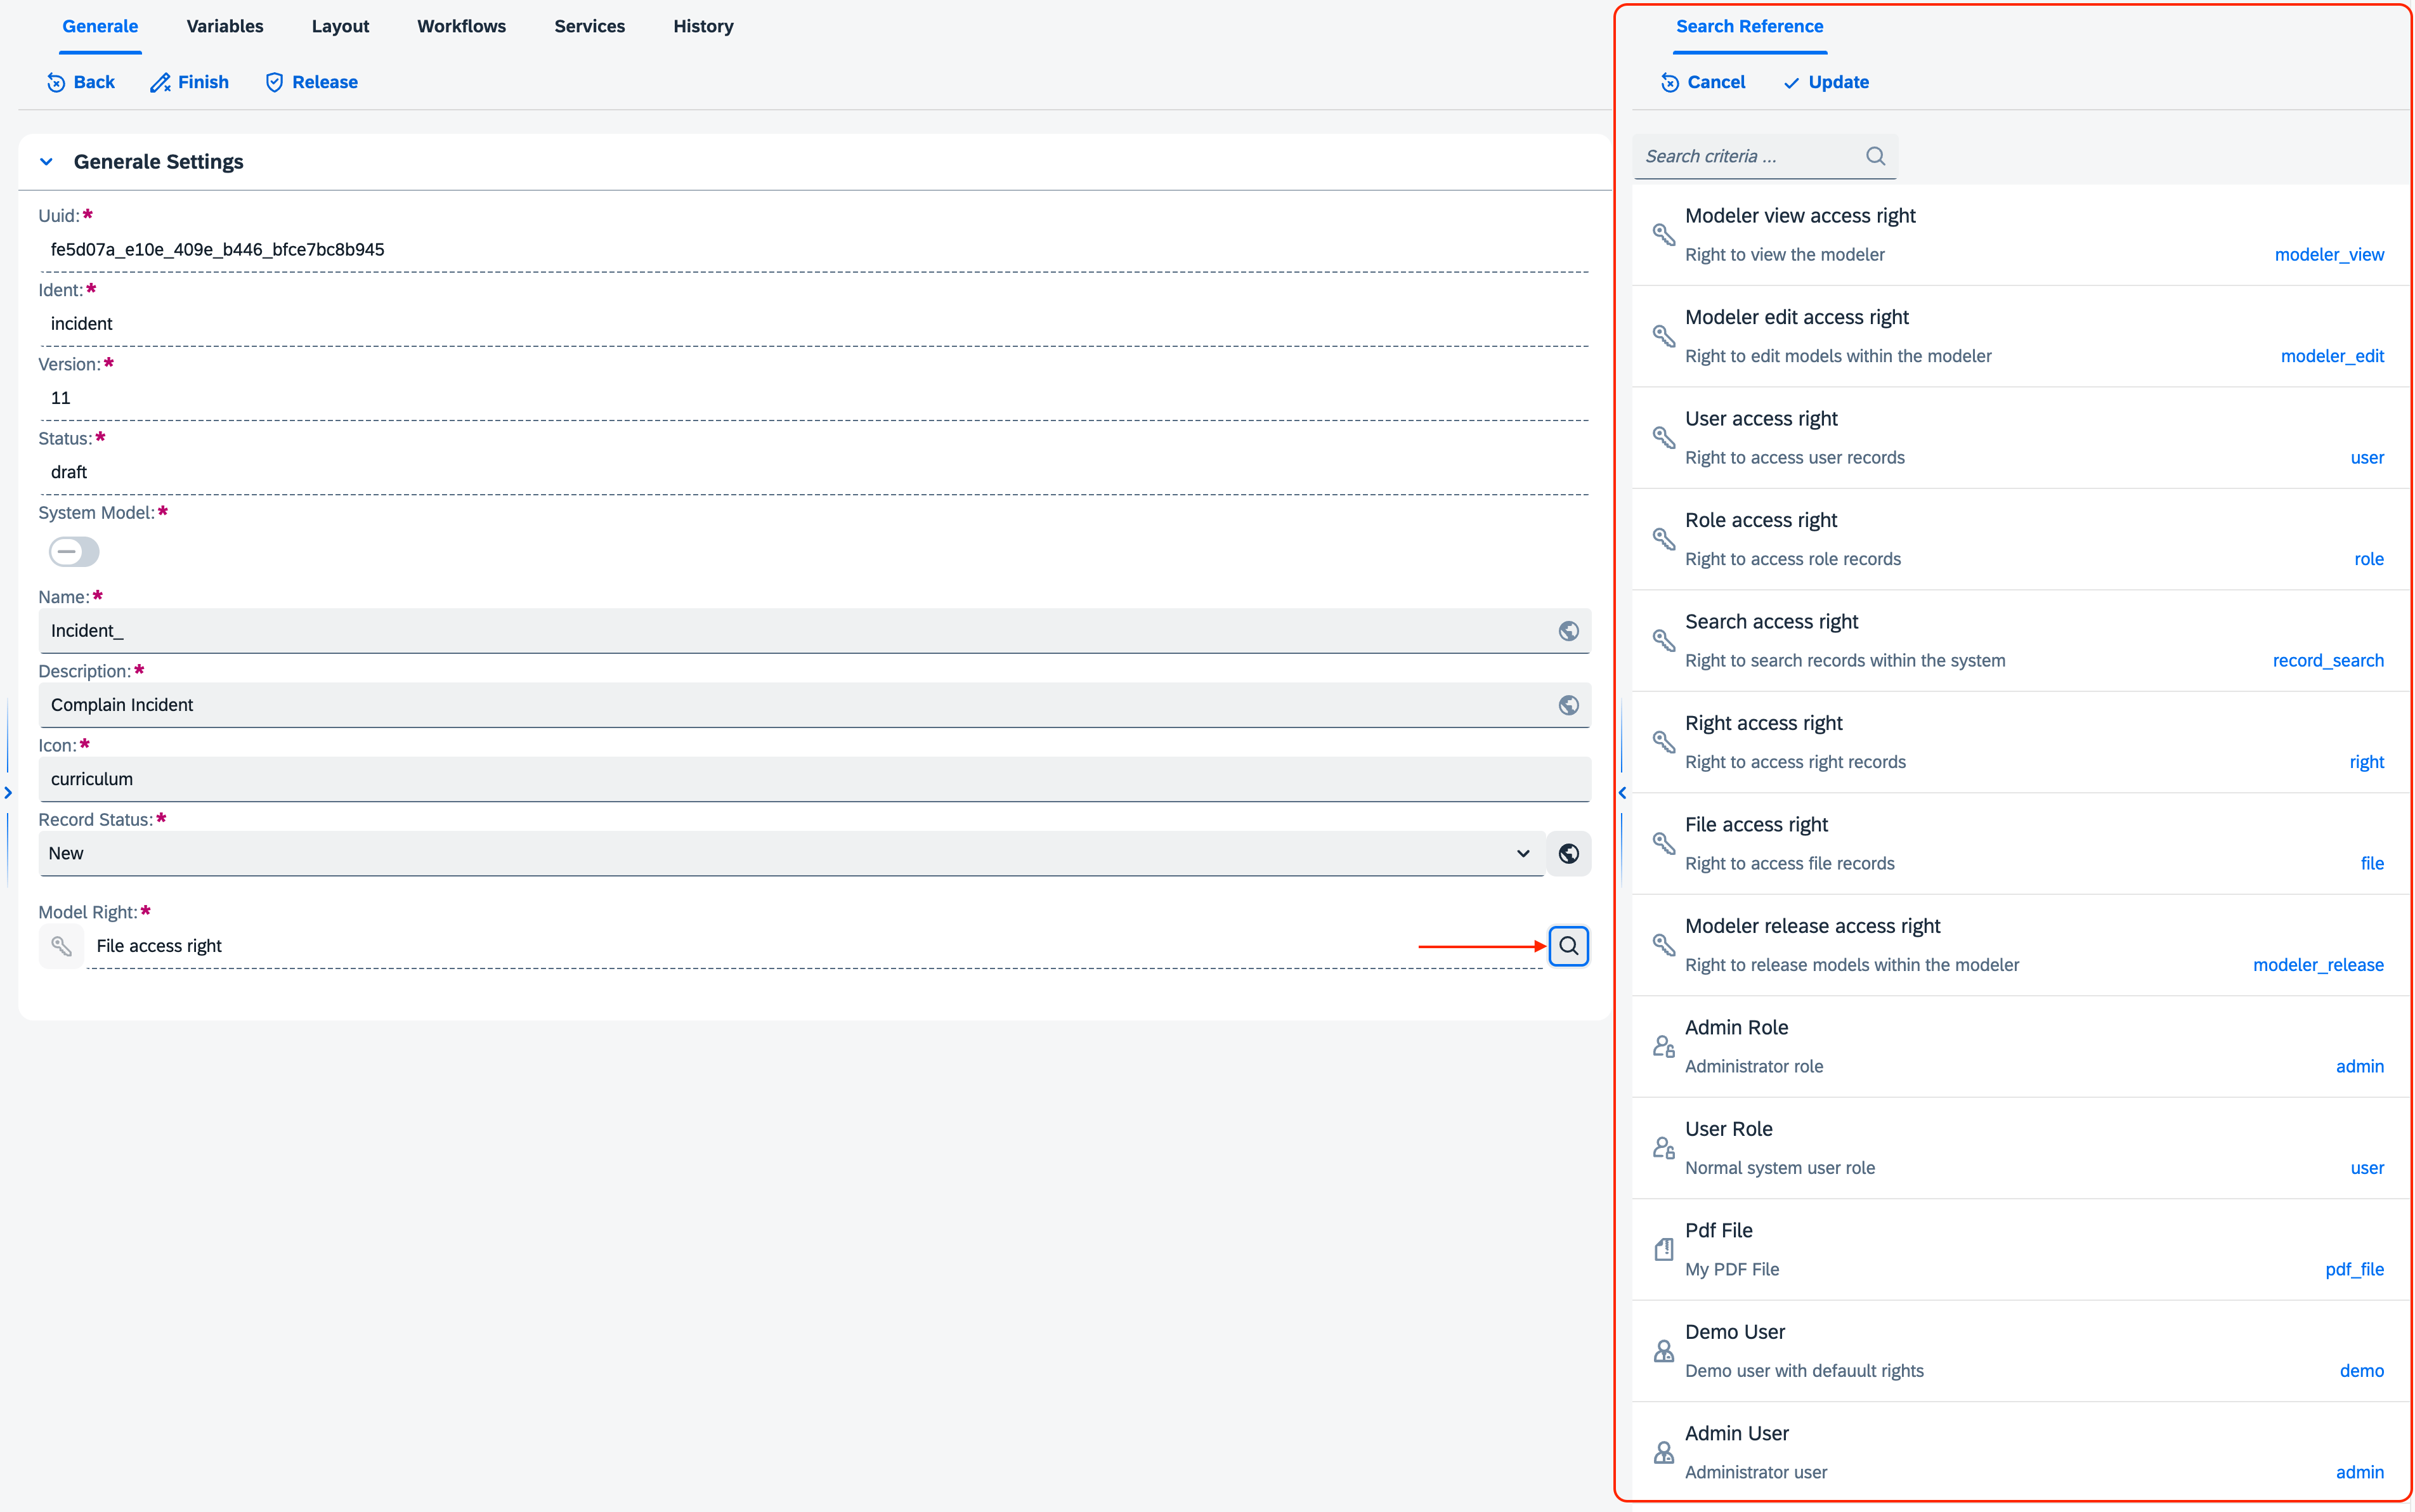 Generale Variables Layout Workflows Services History
Back Finish Release
Generale Settings
Uuid:*
fe5d07a_e10e_409e_b446_bfce7bc8b945
Ident:*
incident
Version:*
11
Status:*
draft
System Model:*
Name:*
Incident_
Description:*
Complain Incident
Icon:*
curriculum
Record Status:*
New
Model Right:*
File access right
Search Reference
Cancel Update
Search criteria ...
Modeler view access right
Right to view the modeler modeler_view
Modeler edit access right
Right to edit models within the modeler modeler_edit
User access right
Right to access user records user
Role access right
Right to access role records role
Search access right
Right to search records within the system record_search
Right access right
Right to access right records right
File access right
Right to access file records file
Modeler release access right
Right to release models within the modeler modeler_release
Admin Role
Administrator role admin
User Role
Normal system user role user
Pdf File
My PDF File pdf_file
Demo User
Demo user with defauult rights demo
Admin User
Administrator user admin